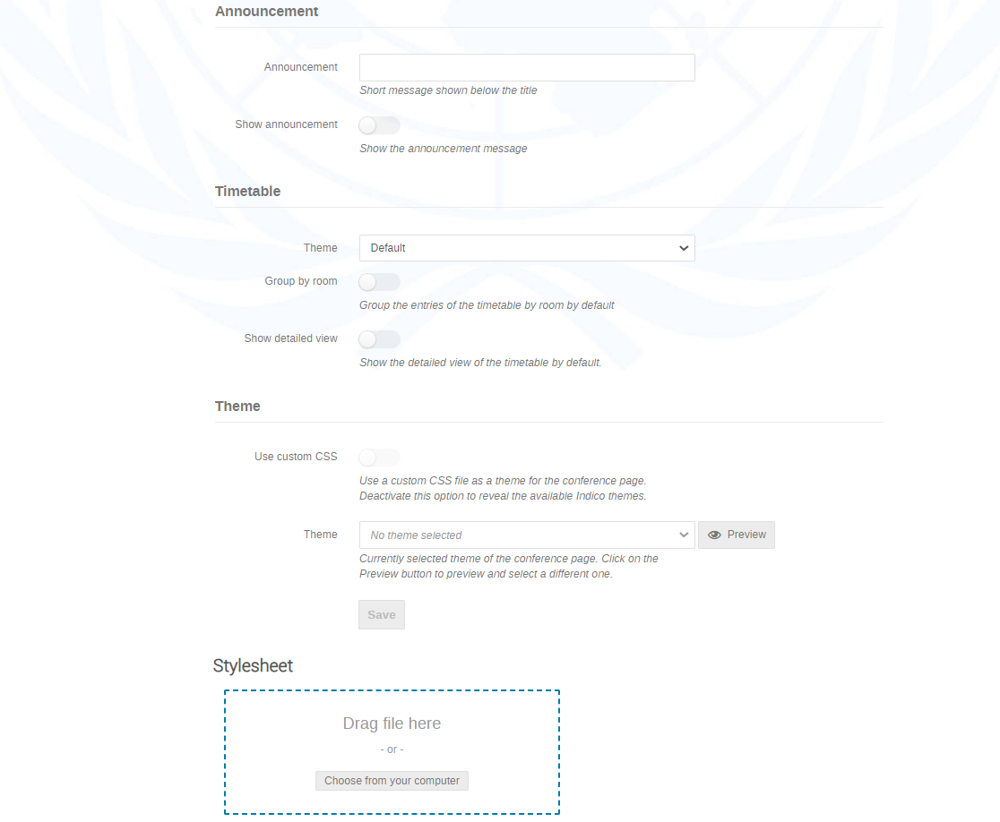 Announcement
Announcement
Short message shown below the title
Show announcement
Show the announcement message
Timetable
Theme
Default
Group by room
Group the entries of the timetable by room by default
Show detailed view
Show the detailed view of the timetable by default.
Theme
Use custom CSS
Use a custom CSS file as a theme for the conference page.
Deactivate this option to reveal the available Indico themes.
Theme
No theme selected
Preview
Currently selected theme of the conference page. Click on the
Preview button to preview and select a different one.
Save
Stylesheet
Drag file here
- or -
Choose from your computer